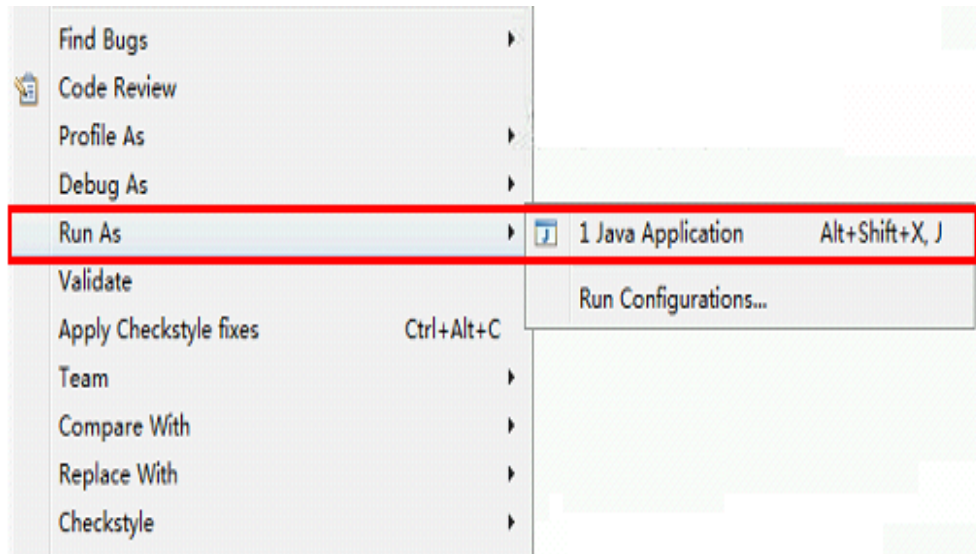 Find Bugs
Code Review
Profile As
Debug As
Run As
1 Java Application Alt+Shift+X, J
Run Configurations...
Validate
Apply Checkstyle fixes Ctrl+Alt+C
Team
Compare With
Replace With
Checkstyle